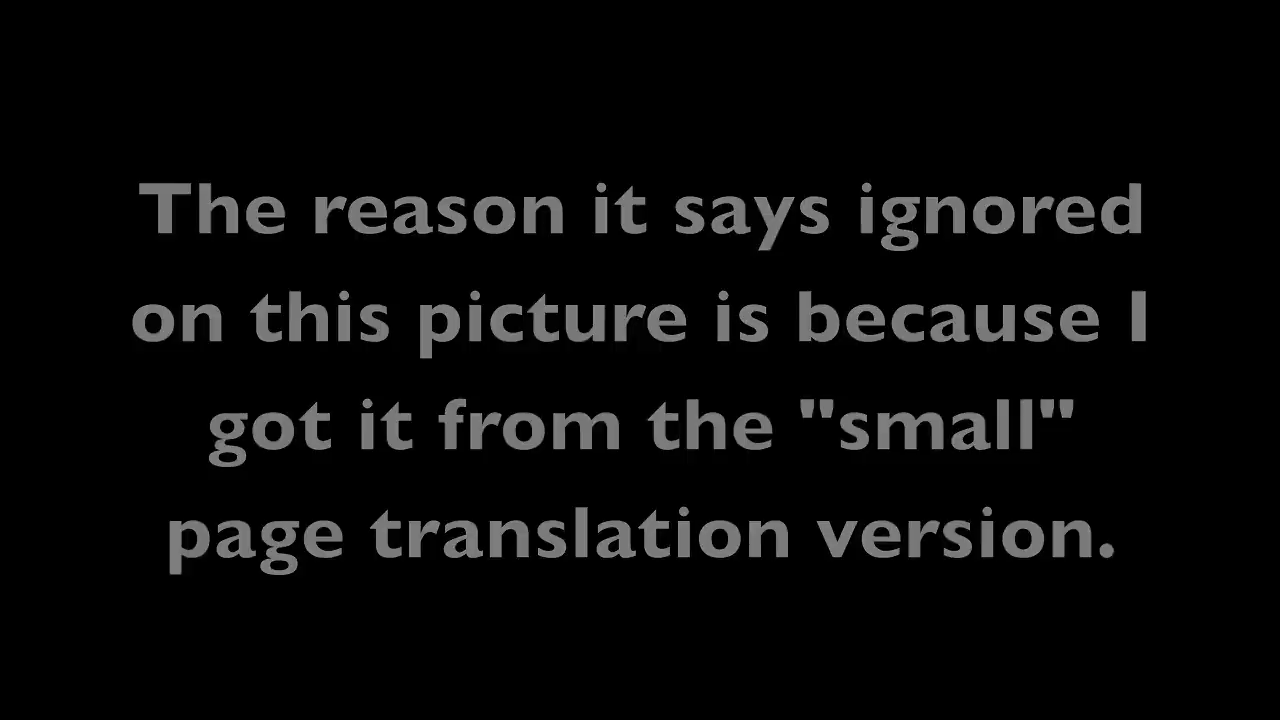 The reason it says ignored
on this picture is because I
got it from the "small"
page translation version.